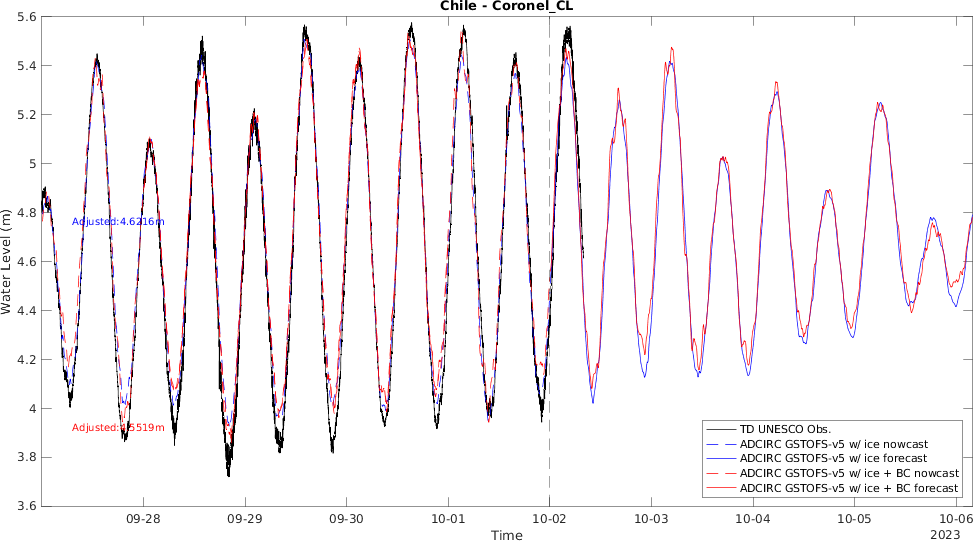 Chile - Coronel_CL
Water Level (m)
5.6
5.4
5.2
5
4.8
4.6
4.4
4.2
4
3.8
3.6
Adjusted:4.6216m
Adjusted:4.5519m
TD UNESCO Obs.
ADCIRC GSTOFS-v5 w/ ice nowcast
ADCIRC GSTOFS-v5 w/ ice forecast
ADCIRC GSTOFS-v5 w/ ice + BC nowcast
ADCIRC GSTOFS-v5 w/ ice + BC forecast
09-28 09-29 09-30 10-01 10-02 10-03 10-04 10-05 10-06
Time
2023